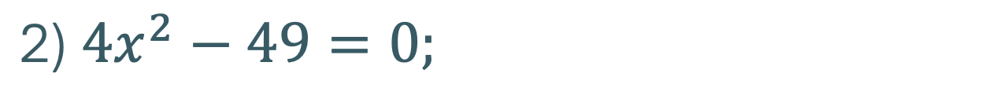 2) 4x² − 49 = 0;